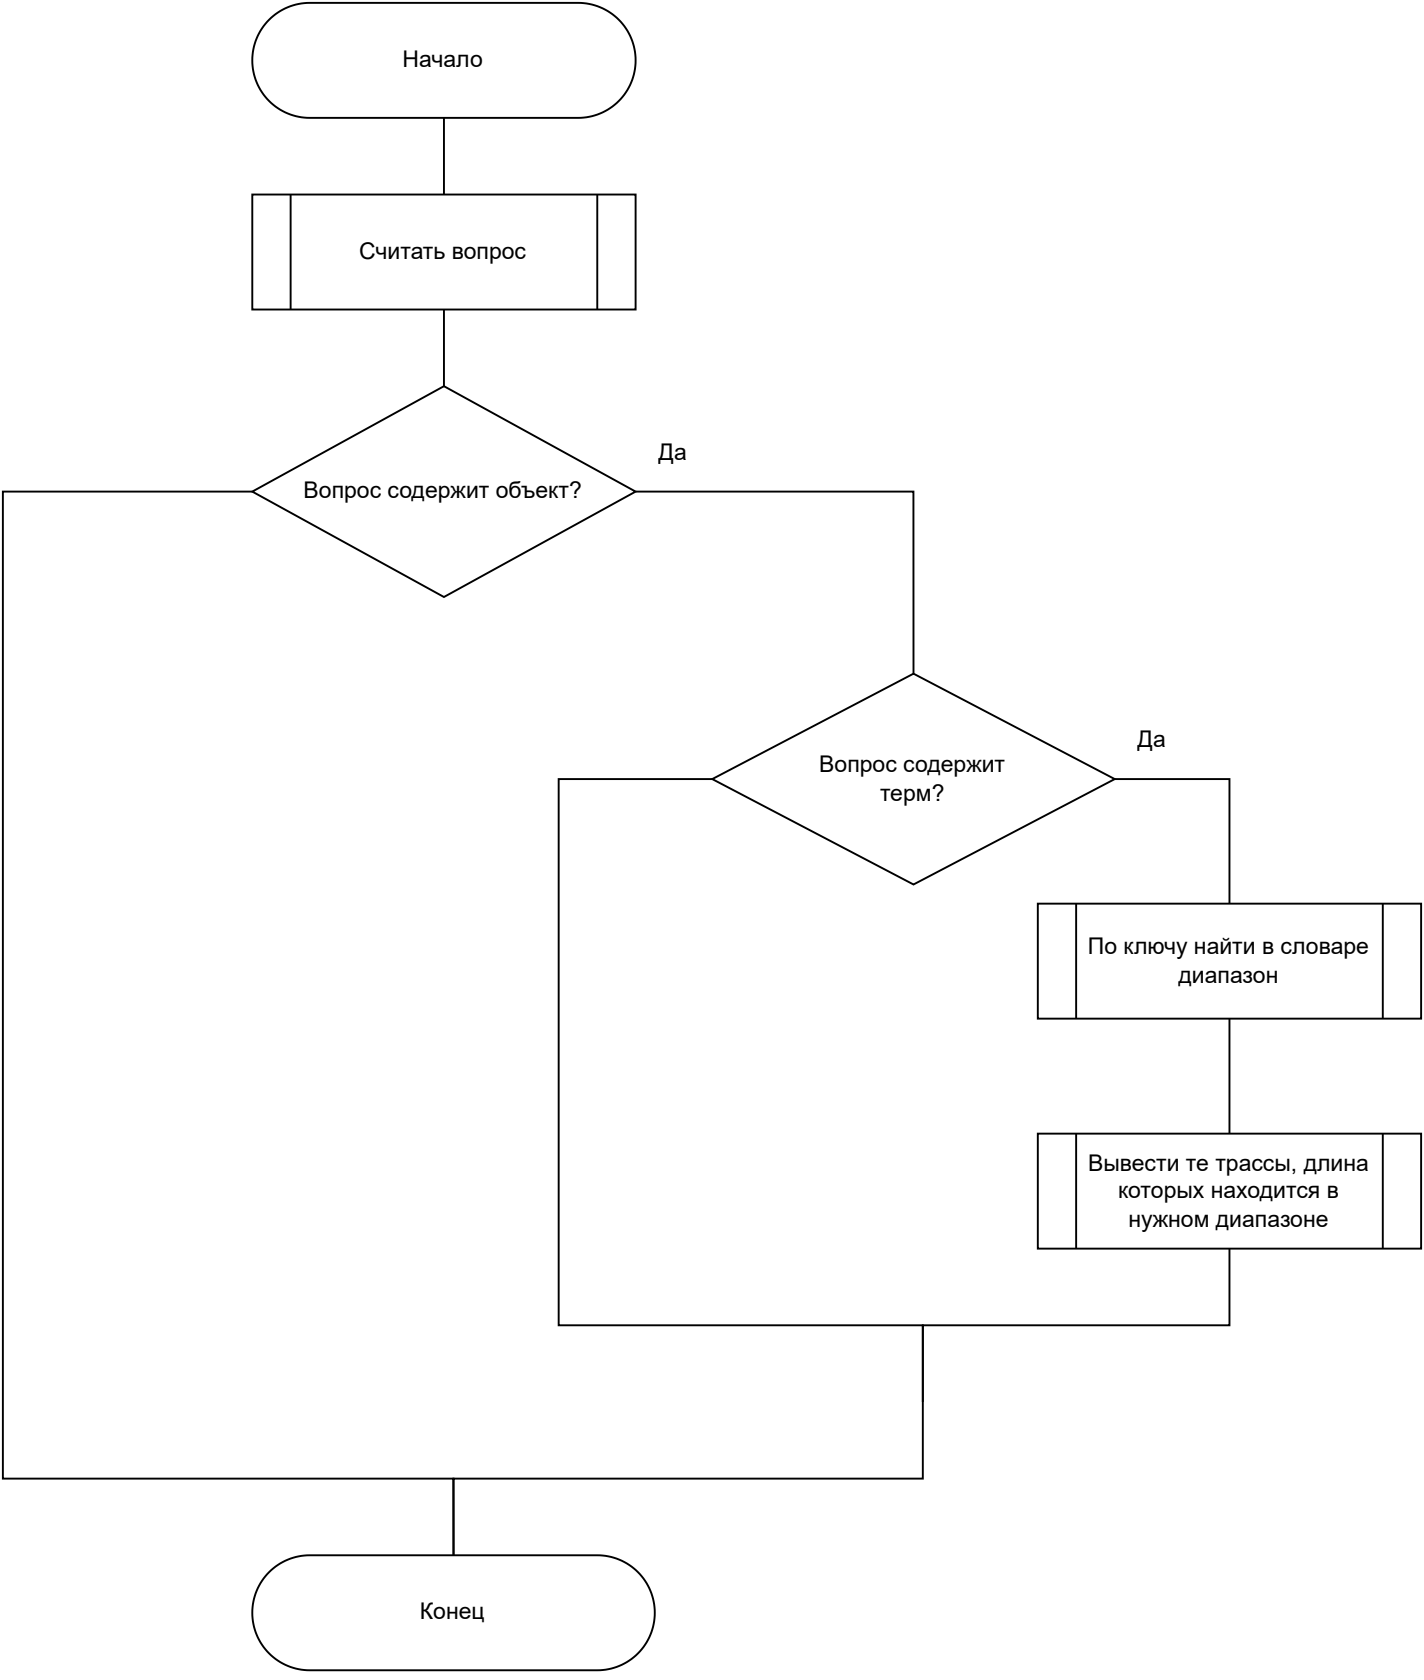 Начало
Считать вопрос
Да
Вопрос содержит объект?
Да
Вопрос содержит
терм?
По ключу найти в словаре
диапазон
Вывести те трассы, длина
которых находится в
нужном диапазоне
Конец